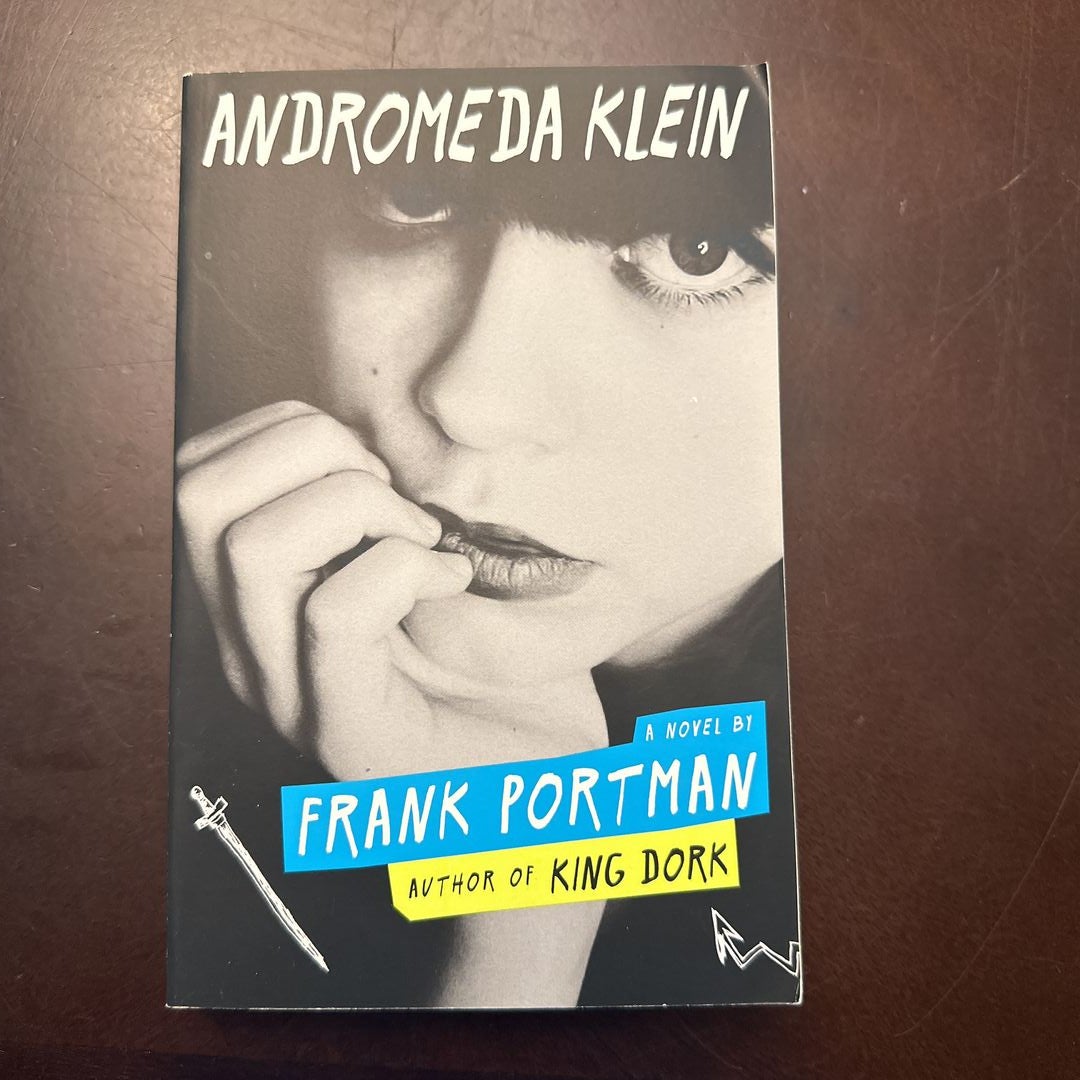 ANDROMEDA KLEIN
A NOVEL BY
FRANK PORTMAN
AUTHOR OF KING DORK